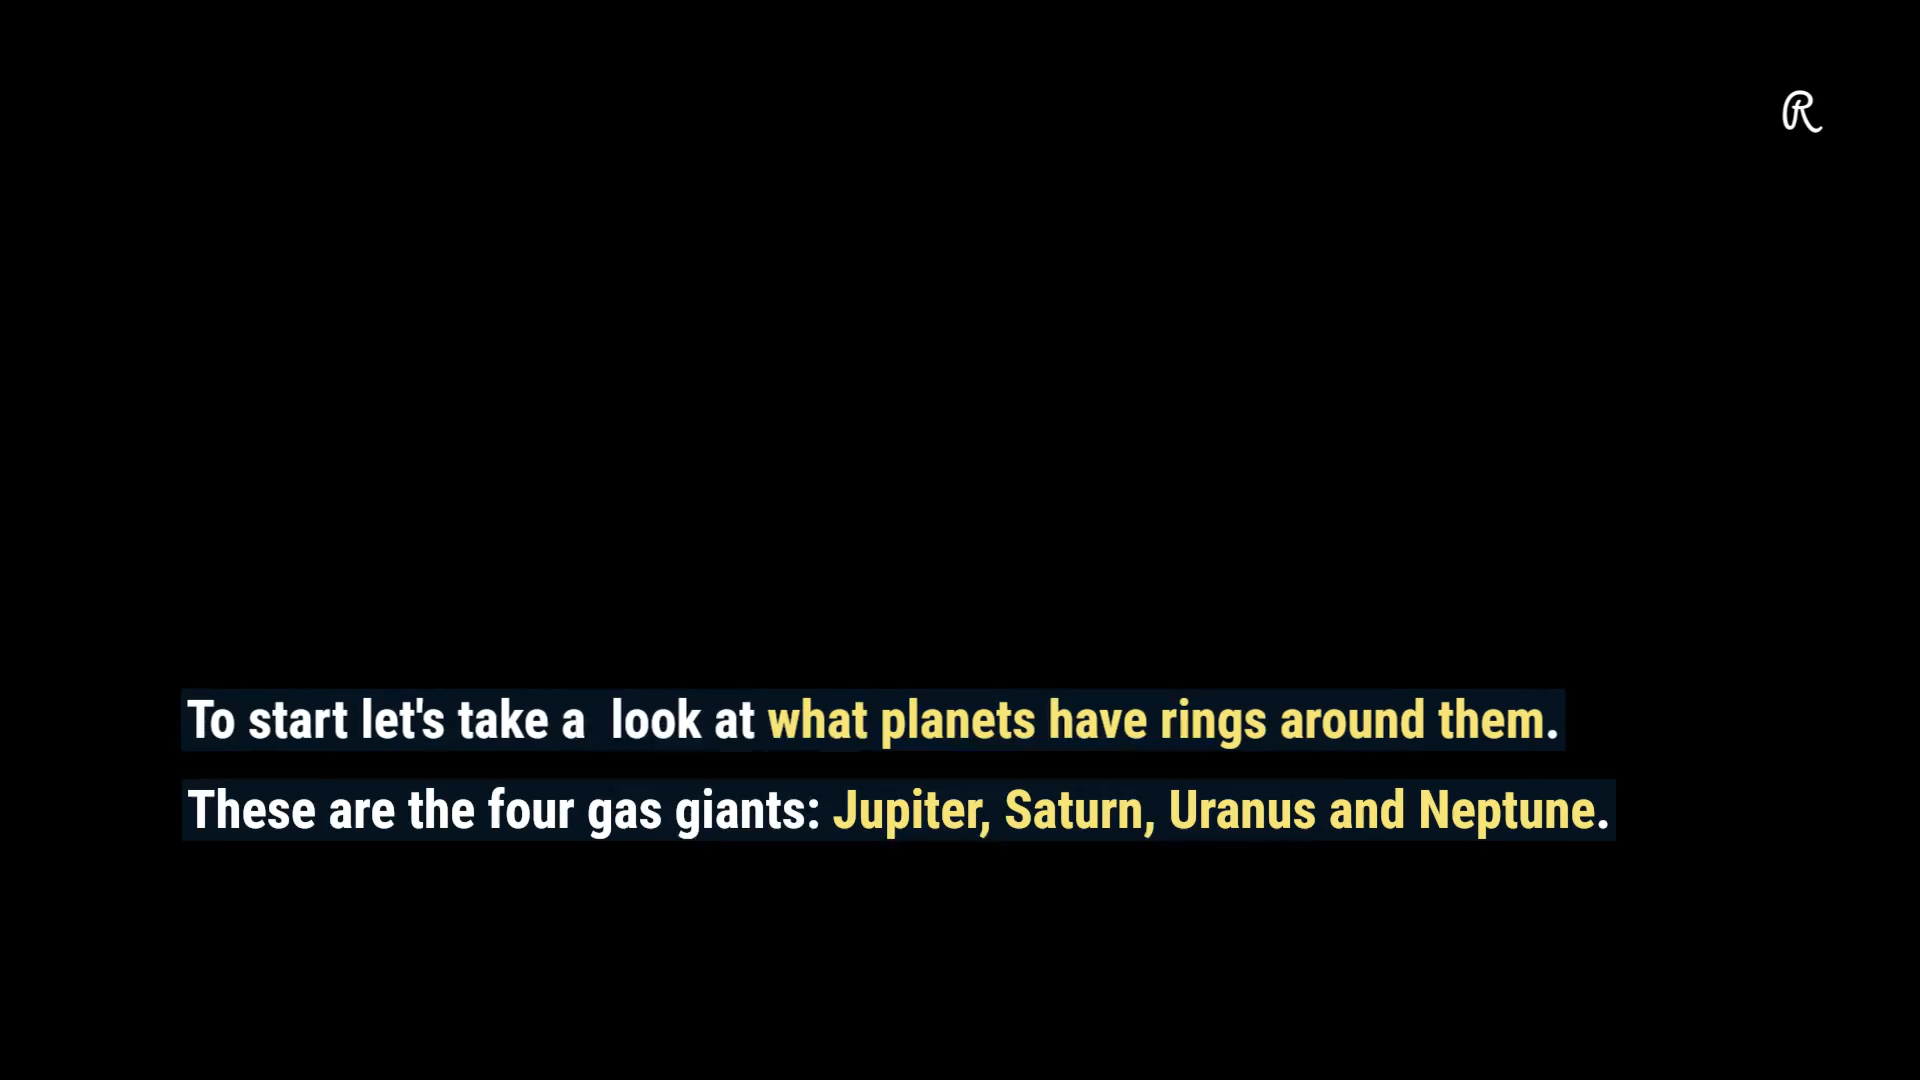 R
To start let's take a  look at what planets have rings around them.
These are the four gas giants: Jupiter, Saturn, Uranus and Neptune.